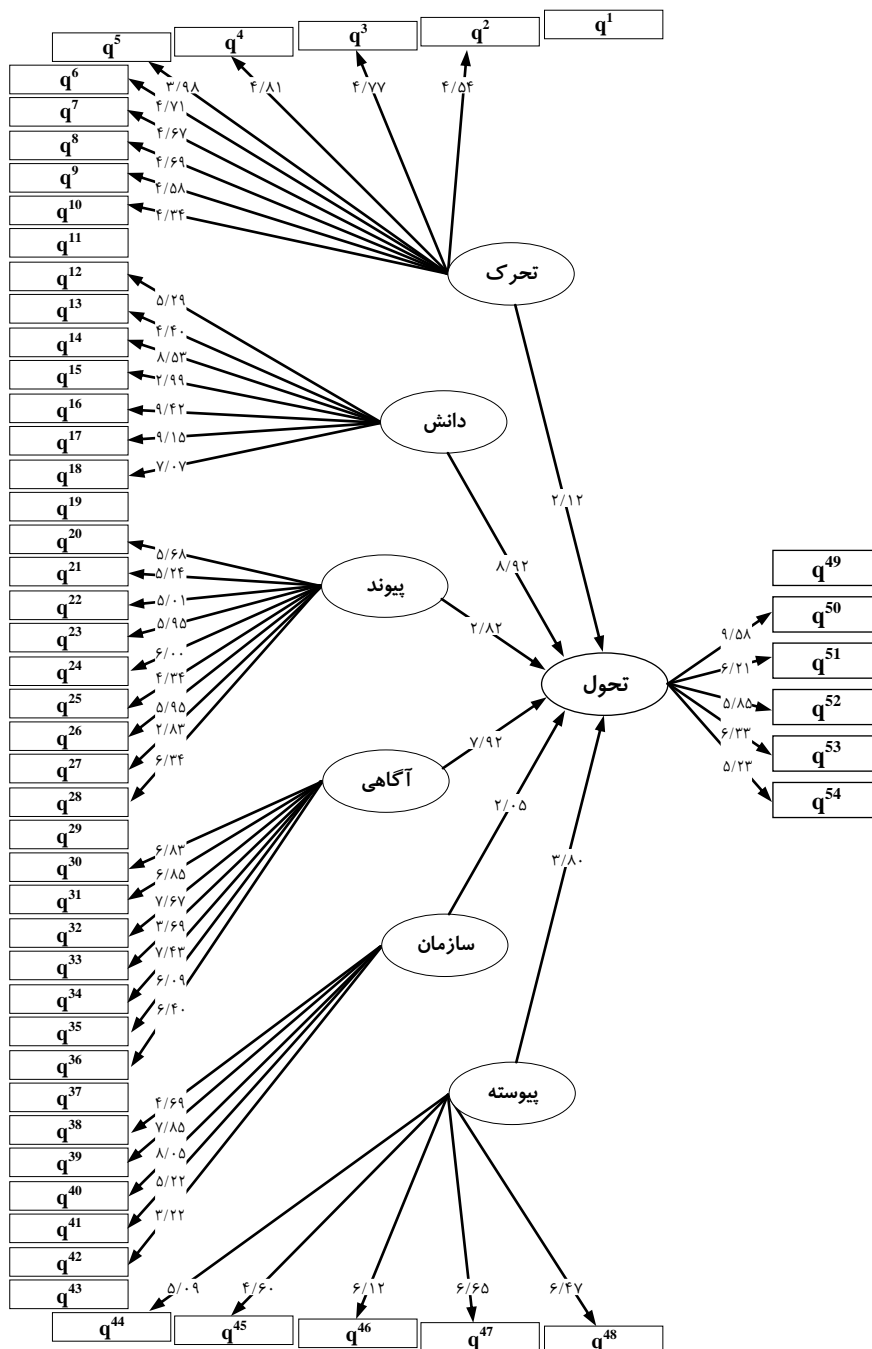 q1
q2
q3
q4
q5
q6
q7
q8
q9
q10
q11
q12
q13
q14
q15
q16
q17
q18
q19
q20
q21
q22
q23
q24
q25
q26
q27
q28
q29
q30
q31
q32
q33
q34
q35
q36
q37
q38
q39
q40
q41
q42
q43
q44
q45
q46
q47
q48
۴/۵۴
۴/۷۷
۴/۸۱
۳/۹۸
۴/۷۱
۴/۶۷
۴/۶۹
۴/۵۸
۴/۳۴
تحرک
۵/۲۹
۴/۴۰
۸/۵۳
۲/۹۹
۹/۴۲
۹/۱۵
۷/۰۷
دانش
۵/۶۸
۵/۲۴
۵/۰۱
۵/۹۵
۶/۰۰
۴/۳۴
۵/۹۵
۲/۸۳
۶/۳۴
پیوند
۶/۸۳
۶/۸۵
۷/۶۷
۳/۶۹
۷/۴۳
۶/۰۹
۶/۴۰
آگاهی
۴/۶۹
۷/۸۵
۸/۰۵
۵/۲۲
۳/۲۲
سازمان
۵/۰۹
۴/۶۰
۶/۱۲
۶/۶۵
۶/۴۷
پیوسته
۲/۱۲
۸/۹۲
۲/۸۲
۷/۹۲
۲/۰۵
۳/۸۰
تحول
۹/۵۸
۶/۲۱
۵/۸۵
۶/۳۳
۵/۲۳
q49
q50
q51
q52
q53
q54